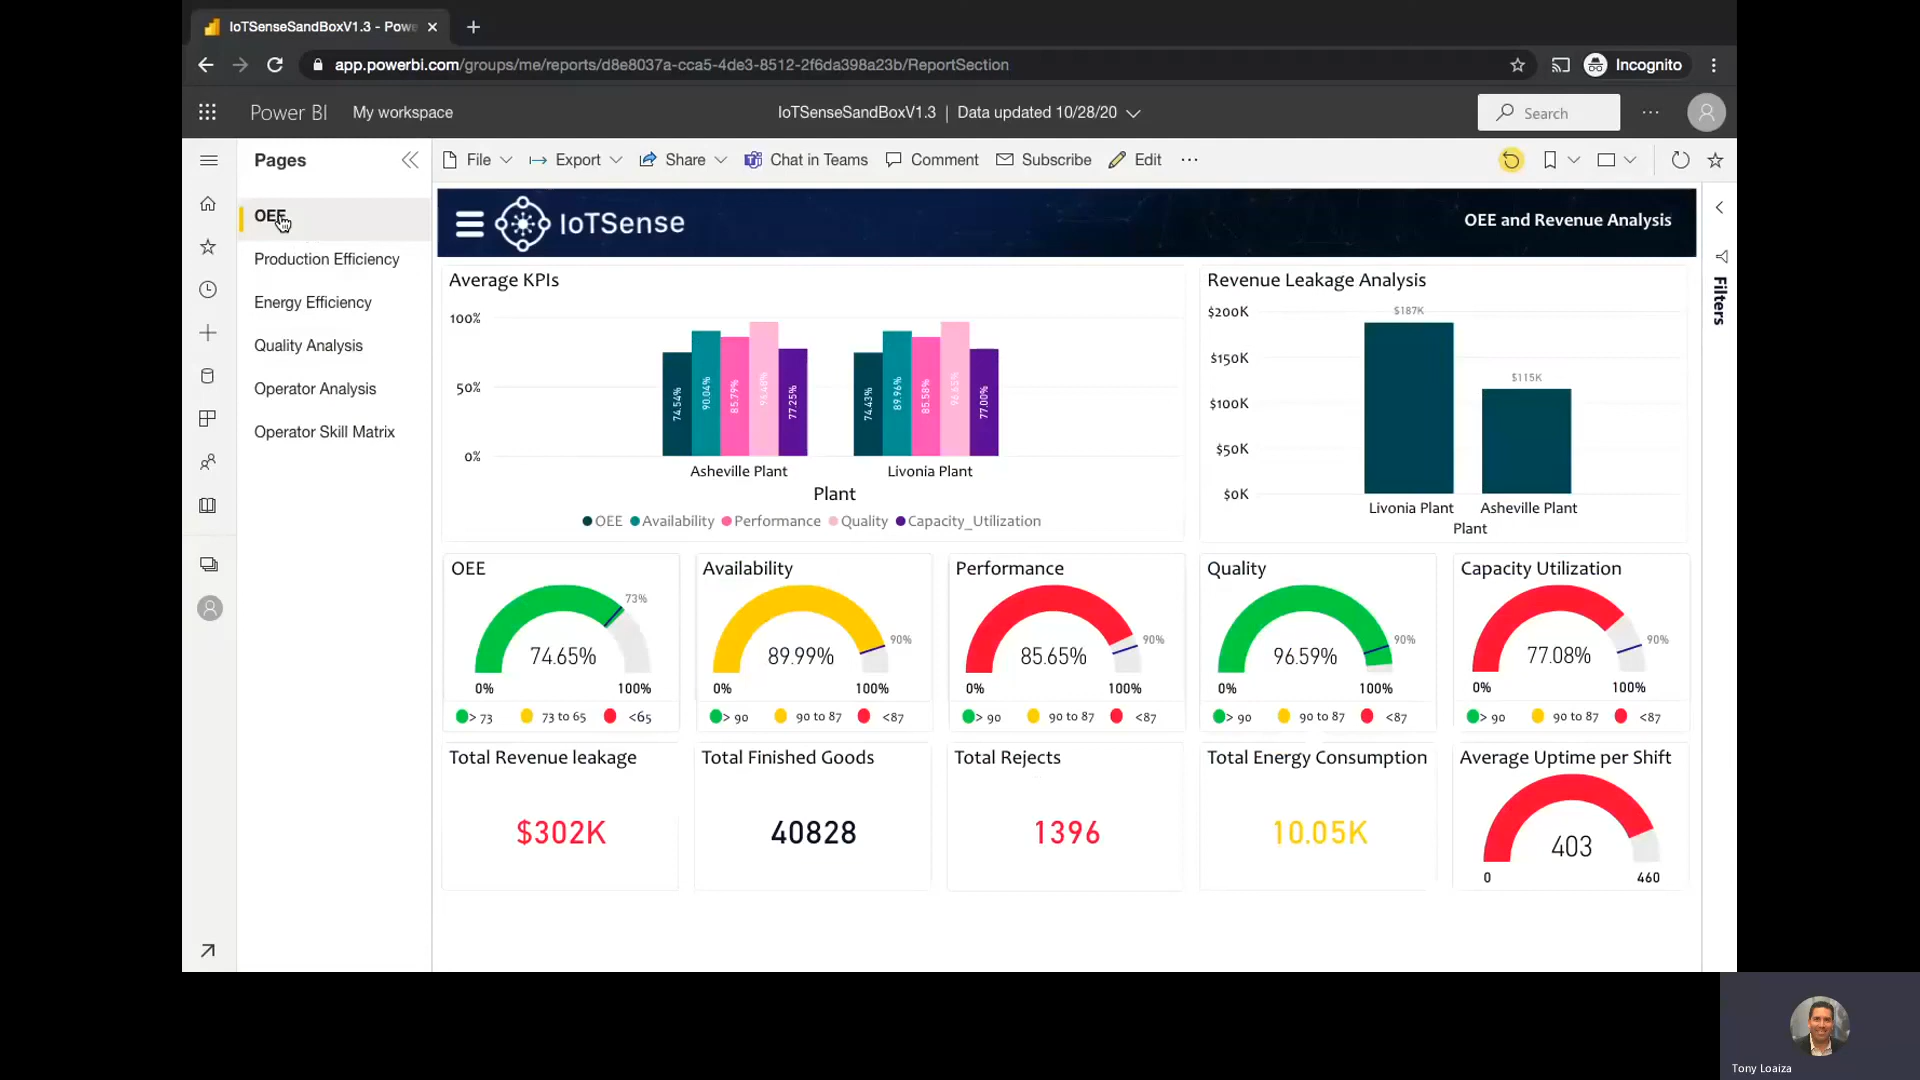 IoTSenseSandBoxV1.3 - Powe
app.powerbi.com/groups/me/reports/d8e8037a-cca5-4de3-8512-2f6da398a23b/ReportSection
Incognito
Power BI
My workspace
IoTSenseSandBoxV1.3 | Data updated 10/28/20
Search
Pages
File
Export
Share
Chat in Teams
Comment
Subscribe
Edit
OEE
Production Efficiency
Energy Efficiency
Quality Analysis
Operator Analysis
Operator Skill Matrix
IoTSense
OEE and Revenue Analysis
Filters
Average KPIs
100%
50%
0%
74.54%
90.04%
85.79%
96.48%
77.25%
74.43%
89.96%
85.58%
96.65%
77.00%
Asheville Plant
Livonia Plant
Plant
OEE Availability Performance Quality Capacity_Utilization
Revenue Leakage Analysis
$200K
$150K
$100K
$50K
$0K
$187K
$115K
Livonia Plant
Asheville Plant
Plant
OEE
73%
74.65%
0%
100%
> 73
73 to 65
<65
Availability
90%
89.99%
0%
100%
> 90
90 to 87
<87
Performance
90%
85.65%
0%
100%
> 90
90 to 87
<87
Quality
90%
96.59%
0%
100%
> 90
90 to 87
<87
Capacity Utilization
90%
77.08%
0%
100%
> 90
90 to 87
<87
Total Revenue leakage
$302K
Total Finished Goods
40828
Total Rejects
1396
Total Energy Consumption
10.05K
Average Uptime per Shift
403
0
460
Tony Loaiza